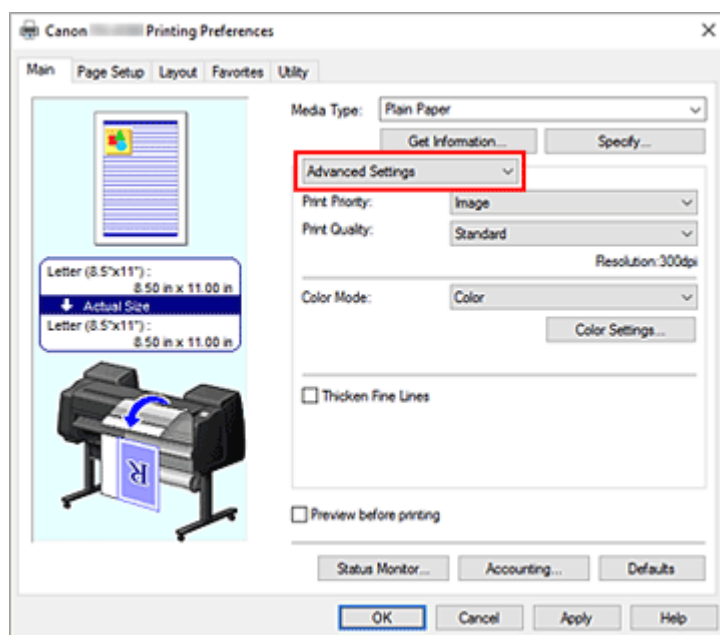 Canon Printing Preferences
Main Page Setup Layout Favorites Utility
Media Type: Plain Paper
Get Information... Specify...
Advanced Settings
Print Priority: Image
Print Quality: Standard
Resolution:300dpi
Letter (8.5"x11") :
8.50 in x 11.00 in
Actual Size
Letter (8.5"x11") :
8.50 in x 11.00 in
Color Mode: Color
Color Settings...
Thicken Fine Lines
R
Preview before printing
Status Monitor... Accounting... Defaults
OK Cancel Apply Help